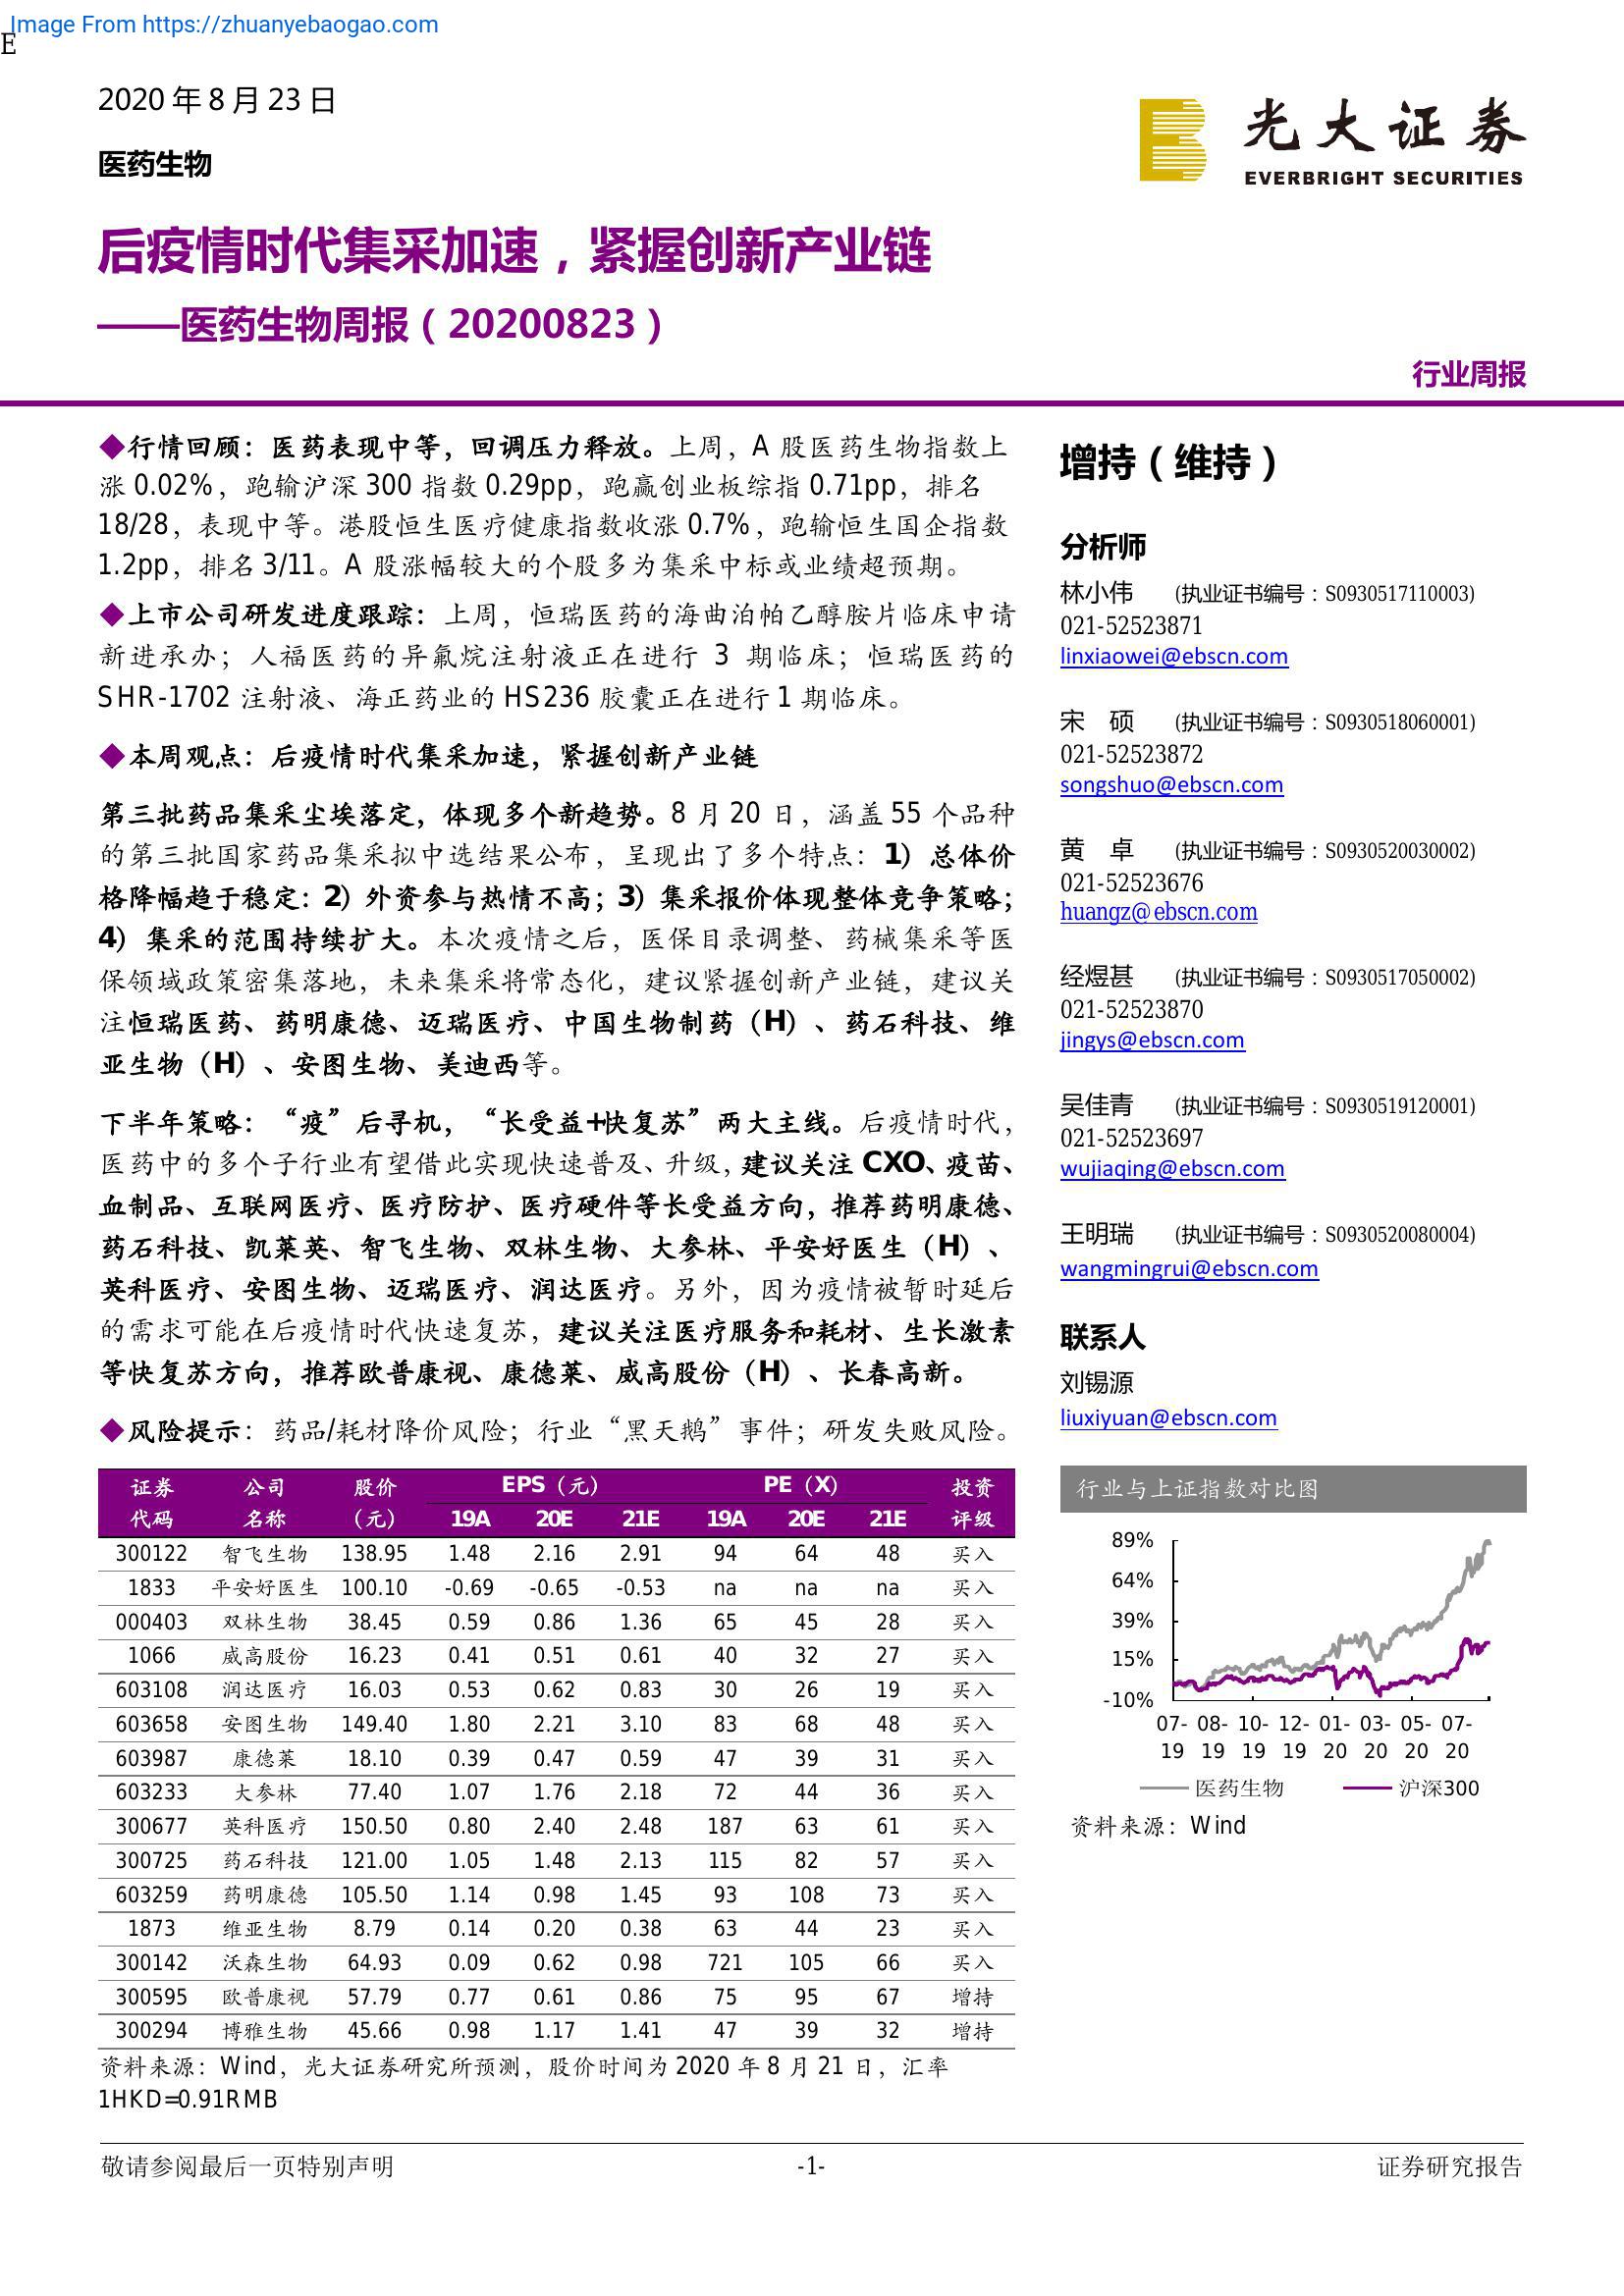 Image From https://zhuanyebaogao.com
E
2020 年 8 月 23 日
医药生物
光大证券
EVERBRIGHT SECURITIES
后疫情时代集采加速，紧握创新产业链
——医药生物周报（20200823）
行业周报
◆行情回顾：医药表现中等，回调压力释放。上周，A 股医药生物指数上
涨 0.02%，跑输沪深 300 指数 0.29pp，跑赢创业板综指 0.71pp，排名
18/28，表现中等。港股恒生医疗健康指数收涨 0.7%，跑输恒生国企指数
1.2pp，排名 3/11。A 股涨幅较大的个股多为集采中标或业绩超预期。
◆上市公司研发进度跟踪：上周，恒瑞医药的海曲泊帕乙醇胺片临床申请
新进承办；人福医药的异氟烷注射液正在进行 3 期临床；恒瑞医药的
SHR-1702 注射液、海正药业的 HS236 胶囊正在进行 1 期临床。
◆本周观点：后疫情时代集采加速，紧握创新产业链
第三批药品集采尘埃落定，体现多个新趋势。8 月 20 日，涵盖 55 个品种
的第三批国家药品集采拟中选结果公布，呈现出了多个特点：1）总体价
格降幅趋于稳定：2）外资参与热情不高；3）集采报价体现整体竞争策略；
4）集采的范围持续扩大。本次疫情之后，医保目录调整、药械集采等医
保领域政策密集落地，未来集采将常态化，建议紧握创新产业链，建议关
注恒瑞医药、药明康德、迈瑞医疗、中国生物制药（H）、药石科技、维
亚生物（H）、安图生物、美迪西等。
下半年策略：“疫”后寻机，“长受益+快复苏”两大主线。后疫情时代，
医药中的多个子行业有望借此实现快速普及、升级，建议关注 CXO、疫苗、
血制品、互联网医疗、医疗防护、医疗硬件等长受益方向，推荐药明康德、
药石科技、凯莱英、智飞生物、双林生物、大参林、平安好医生（H）、
英科医疗、安图生物、迈瑞医疗、润达医疗。另外，因为疫情被暂时延后
的需求可能在后疫情时代快速复苏，建议关注医疗服务和耗材、生长激素
等快复苏方向，推荐欧普康视、康德莱、威高股份（H）、长春高新。
◆风险提示：药品/耗材降价风险；行业“黑天鹅”事件；研发失败风险。
证券 公司 股价 EPS（元） PE（X） 投资
代码 名称 （元） 19A 20E 21E 19A 20E 21E 评级
300122 智飞生物 138.95 1.48 2.16 2.91 94 64 48 买入
1833 平安好医生 100.10 -0.69 -0.65 -0.53 na na na 买入
000403 双林生物 38.45 0.59 0.86 1.36 65 45 28 买入
1066 威高股份 16.23 0.41 0.51 0.61 40 32 27 买入
603108 润达医疗 16.03 0.53 0.62 0.83 30 26 19 买入
603658 安图生物 149.40 1.80 2.21 3.10 83 68 48 买入
603987 康德莱 18.10 0.39 0.47 0.59 47 39 31 买入
603233 大参林 77.40 1.07 1.76 2.18 72 44 36 买入
300677 英科医疗 150.50 0.80 2.40 2.48 187 63 61 买入
300725 药石科技 121.00 1.05 1.48 2.13 115 82 57 买入
603259 药明康德 105.50 1.14 0.98 1.45 93 108 73 买入
1873 维亚生物 8.79 0.14 0.20 0.38 63 44 23 买入
300142 沃森生物 64.93 0.09 0.62 0.98 721 105 66 买入
300595 欧普康视 57.79 0.77 0.61 0.86 75 95 67 增持
300294 博雅生物 45.66 0.98 1.17 1.41 47 39 32 增持
资料来源：Wind，光大证券研究所预测，股价时间为 2020 年 8 月 21 日，汇率
1HKD=0.91RMB
增持（维持）
分析师
林小伟 (执业证书编号：S0930517110003)
021-52523871
linxiaowei@ebscn.com
宋 硕 (执业证书编号：S0930518060001)
021-52523872
songshuo@ebscn.com
黄 卓 (执业证书编号：S0930520030002)
021-52523676
huangz@ebscn.com
经煜甚 (执业证书编号：S0930517050002)
021-52523870
jingys@ebscn.com
吴佳青 (执业证书编号：S0930519120001)
021-52523697
wujiaqing@ebscn.com
王明瑞 (执业证书编号：S0930520080004)
wangmingrui@ebscn.com
联系人
刘锡源
liuxiyuan@ebscn.com
行业与上证指数对比图
89%
64%
39%
15%
-10%
07- 08- 10- 12- 01- 03- 05- 07-
19 19 19 19 20 20 20 20
医药生物 沪深300
资料来源：Wind
敬请参阅最后一页特别声明 -1- 证券研究报告